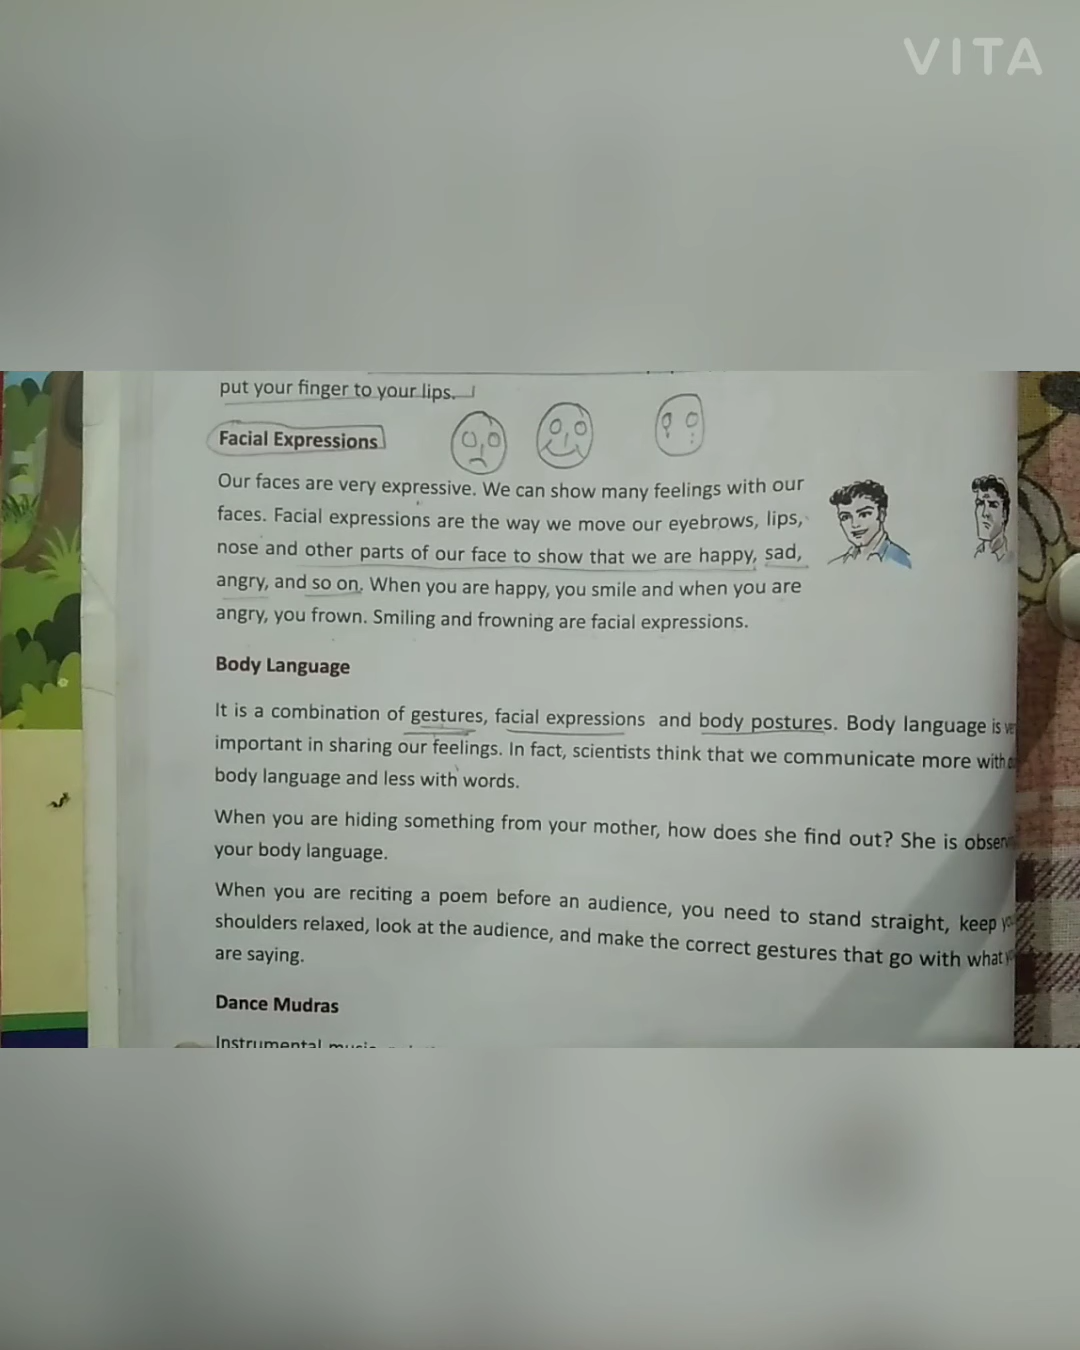 VITA
put your finger to your lips.
Facial Expressions
Our faces are very expressive. We can show many feelings with our
faces. Facial expressions are the way we move our eyebrows, lips,
nose and other parts of our face to show that we are happy, sad,
angry, and so on. When you are happy, you smile and when you are
angry, you frown. Smiling and frowning are facial expressions.
Body Language
It is a combination of gestures, facial expressions and body postures. Body language is
important in sharing our feelings. In fact, scientists think that we communicate more with
body language and less with words.
When you are hiding something from your mother, how does she find out? She is
your body language.
When you are reciting a poem before an audience, you need to stand straight, keep
shoulders relaxed, look at the audience, and make the correct gestures that go with what
are saying.
Dance Mudras
Instrumental music